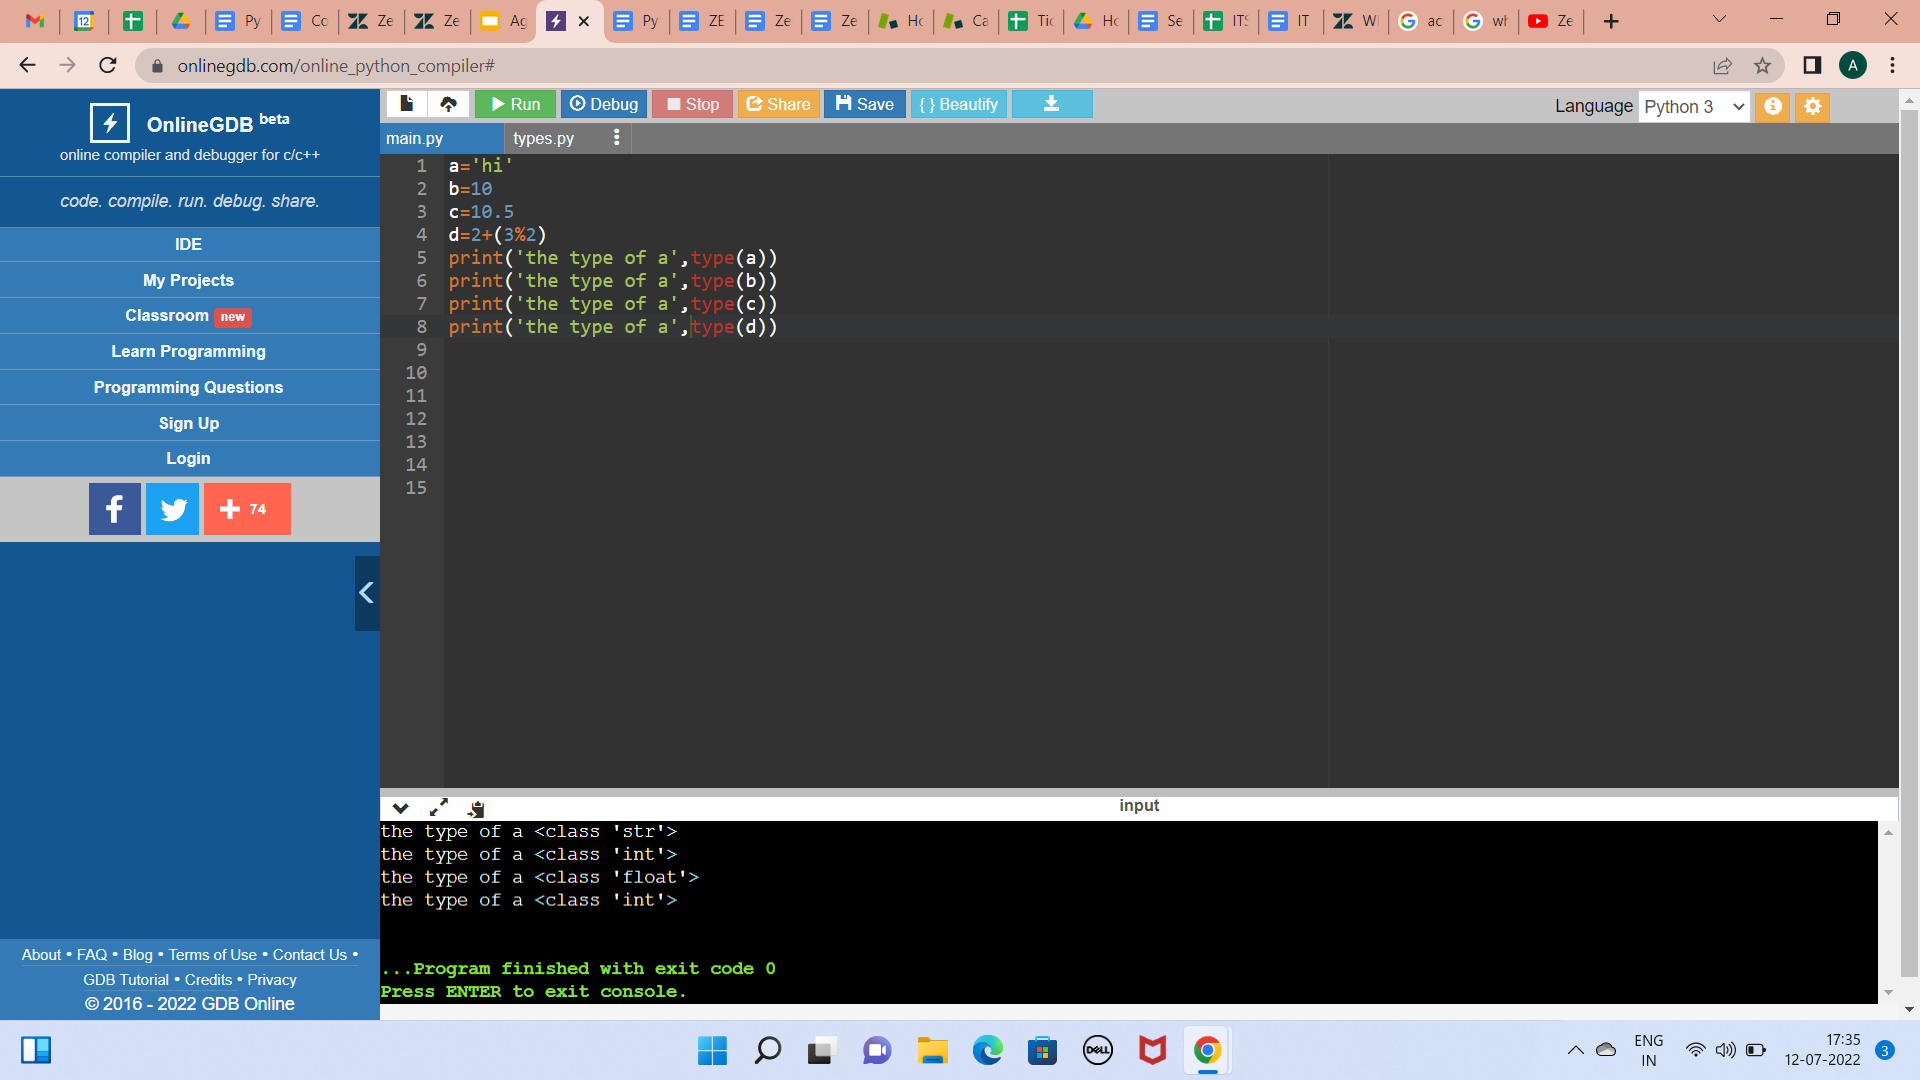 12
Py
Co
Ze
Ze
Ag
Py
ZE
Ze
Ze
Ho
Ca
Tic
Ho
Se
ITS
IT
W
ac
wh
Ze
onlinegdb.com/online_python_compiler#
A
OnlineGDB beta
online compiler and debugger for c/c++
code. compile. run. debug. share.
IDE
My Projects
Classroom new
Learn Programming
Programming Questions
Sign Up
Login
f
74
About • FAQ • Blog • Terms of Use • Contact Us •
GDB Tutorial • Credits • Privacy
© 2016 - 2022 GDB Online
Run Debug Stop Share Save { } Beautify
Language Python 3
main.py types.py
1 a='hi'
2 b=10
3 c=10.5
4 d=2+(3%2)
5 print('the type of a',type(a))
6 print('the type of a',type(b))
7 print('the type of a',type(c))
8 print('the type of a',type(d))
9
10
11
12
13
14
15
input
the type of a <class 'str'>
the type of a <class 'int'>
the type of a <class 'float'>
the type of a <class 'int'>
...Program finished with exit code 0
Press ENTER to exit console.
DELL
ENG
IN
17:35
12-07-2022
3